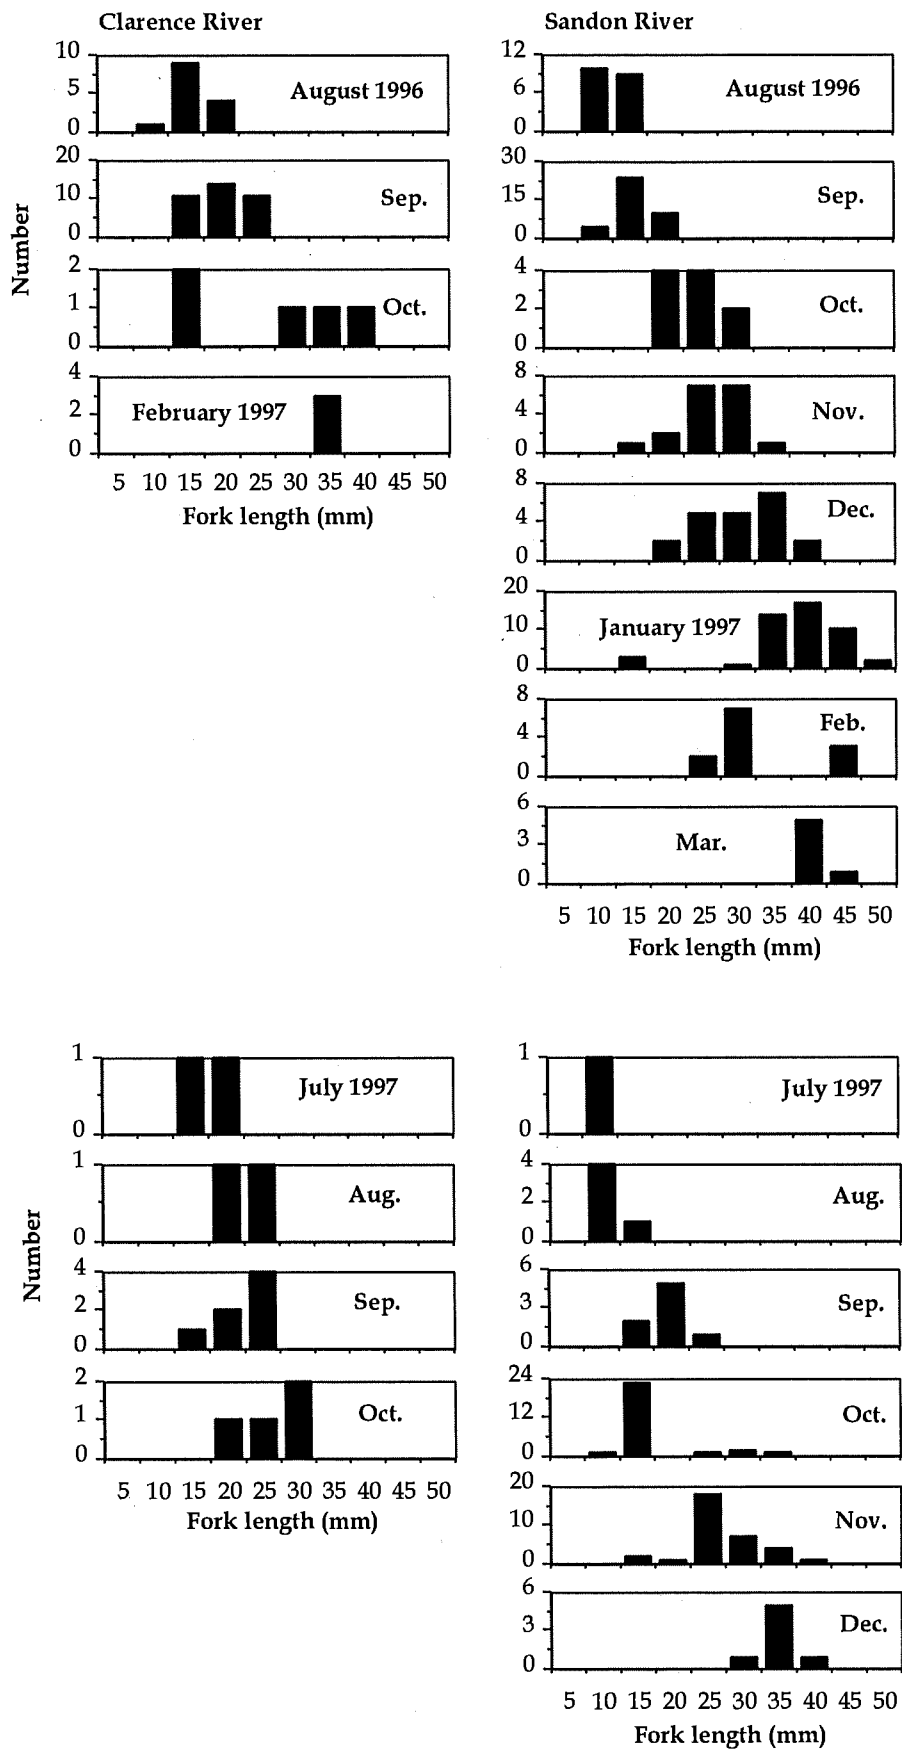 Clarence River
10
5
0
August 1996
20
10
0
Sep.
2
1
0
Oct.
4
2
0
February 1997
5 10 15 20 25 30 35 40 45 50
Fork length (mm)
Number
Sandon River
12
6
0
August 1996
30
15
0
Sep.
4
2
0
Oct.
8
4
0
Nov.
8
4
0
Dec.
20
10
0
January 1997
8
4
0
Feb.
6
3
0
Mar.
5 10 15 20 25 30 35 40 45 50
Fork length (mm)
1
0
July 1997
1
0
Aug.
4
2
0
Sep.
2
1
0
Oct.
5 10 15 20 25 30 35 40 45 50
Fork length (mm)
Number
1
0
July 1997
4
2
0
Aug.
6
3
0
Sep.
24
12
0
Oct.
20
10
0
Nov.
6
3
0
Dec.
5 10 15 20 25 30 35 40 45 50
Fork length (mm)